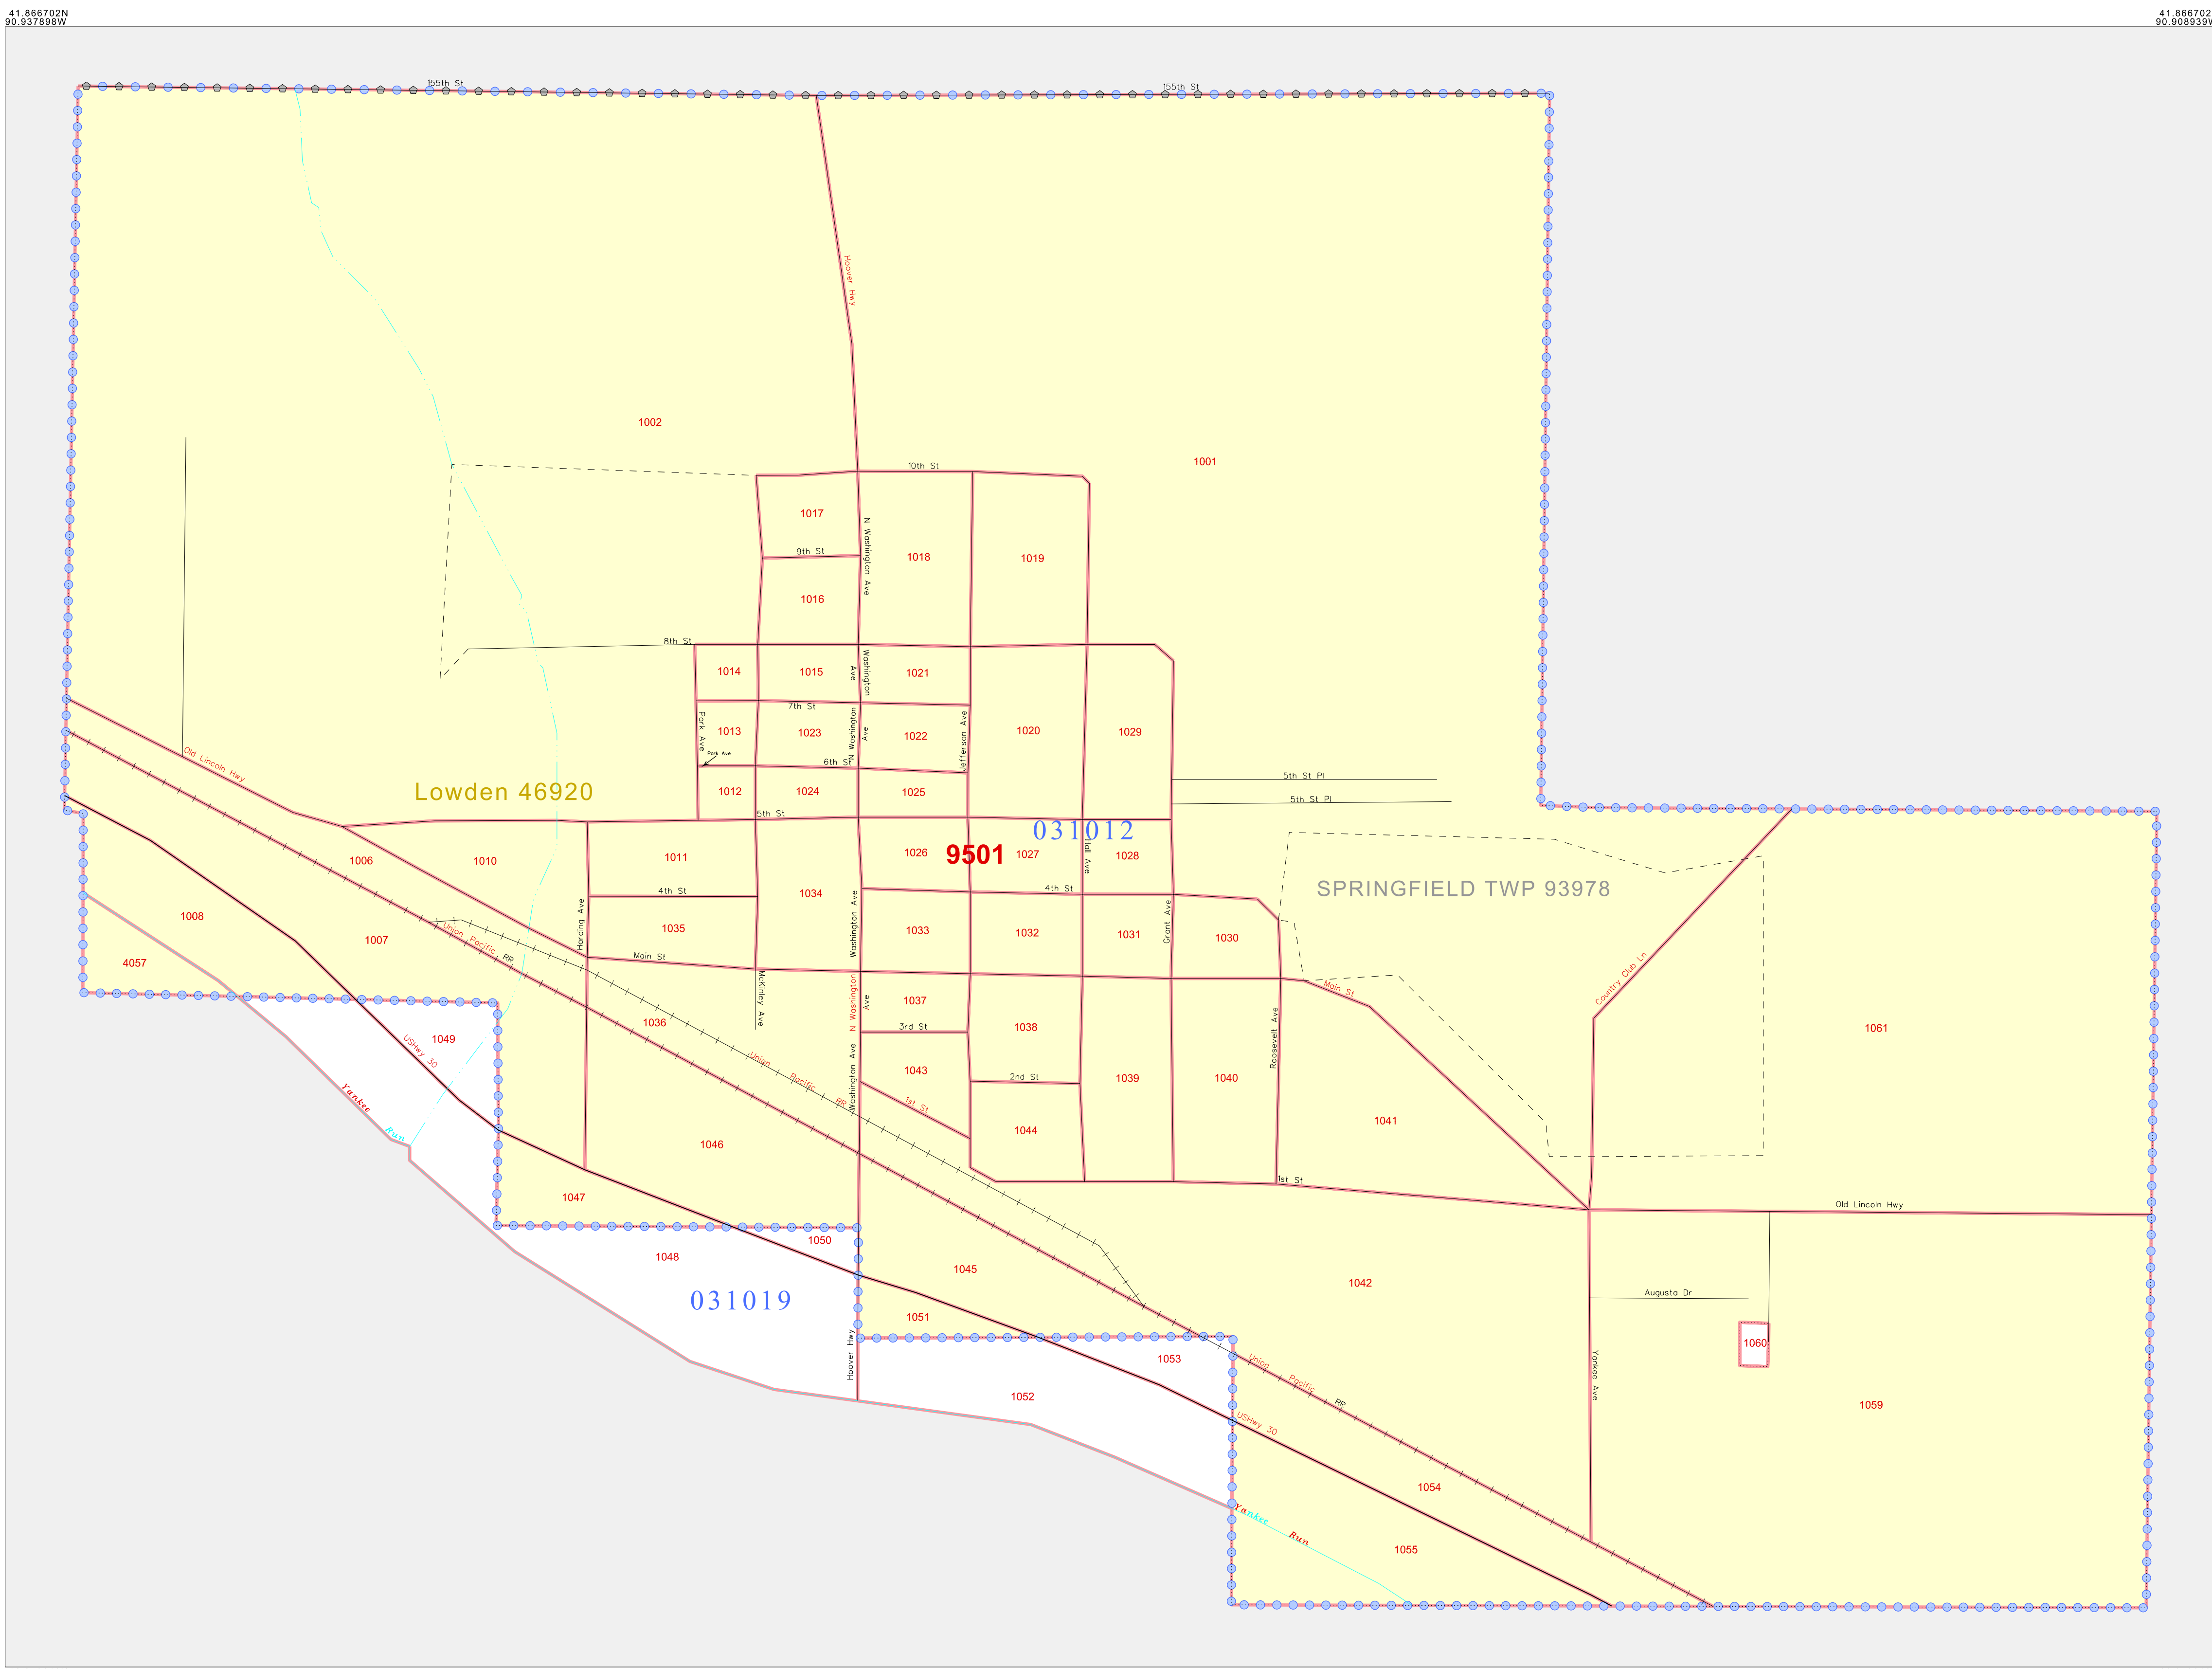 41.866702N
90.937898W
41.866702
90.908939W
155th St
155th St
Hoover Hwy
1002
1001
10th St
1017
N Washington Ave
9th St
1018
1019
1016
8th St
1014
1015
Ave
Washington
1021
7th St
Park Ave
1013
1023
N Washington
Ave
1022
Jefferson Ave
1020
1029
Park Ave
6th St
Old Lincoln Hwy
5th St Pl
Lowden 46920
1012
1024
1025
5th St Pl
5th St
031012
1006
1010
1011
1026
9501
1027
Hall Ave
1028
SPRINGFIELD TWP 93978
4th St
1034
4th St
1008
1007
Union Pacific RR
Harding Ave
1035
Washington Ave
1033
1032
1031
Grant Ave
1030
4057
Main St
Country Club Ln
McKinley Ave
N Washington
Ave
1037
Main St
1036
3rd St
1038
Roosevelt Ave
1061
1049
USHwy 30
Union Pacific RR
Washington Ave
1043
2nd St
1039
1040
Yankee Run
1st St
1041
1046
1044
1047
1st St
Old Lincoln Hwy
1050
1048
1045
1042
031019
Augusta Dr
1051
Hoover Hwy
1053
Union Pacific RR
1060
Yankee Ave
1052
1059
USHwy 30
1054
Yankee Run
1055